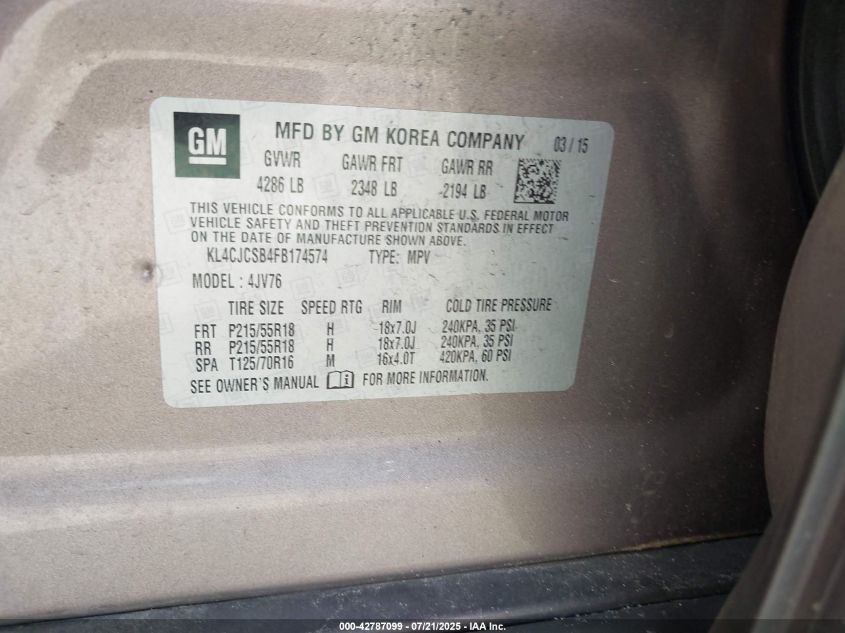 GM
MFD BY GM KOREA COMPANY 03 / 15
GVWR GAWR FRT GAWR RR
4286 LB 2348 LB 2194 LB
THIS VEHICLE CONFORMS TO ALL APPLICABLE U.S. FEDERAL MOTOR
VEHICLE SAFETY AND THEFT PREVENTION STANDARDS IN EFFECT
ON THE DATE OF MANUFACTURE SHOWN ABOVE.
KL4CJCSB4FB174574 TYPE: MPV
MODEL : 4JV76
TIRE SIZE SPEED RTG RIM COLD TIRE PRESSURE
FRT P215/55R18 H 18x7.0J 240KPA, 35 PSI
RR P215/55R18 H 18x7.0J 240KPA, 35 PSI
SPA T125/70R16 M 16x4.0T 420KPA, 60 PSI
SEE OWNER'S MANUAL FOR MORE INFORMATION.
000-42787099 - 07/21/2025 - IAA Inc.